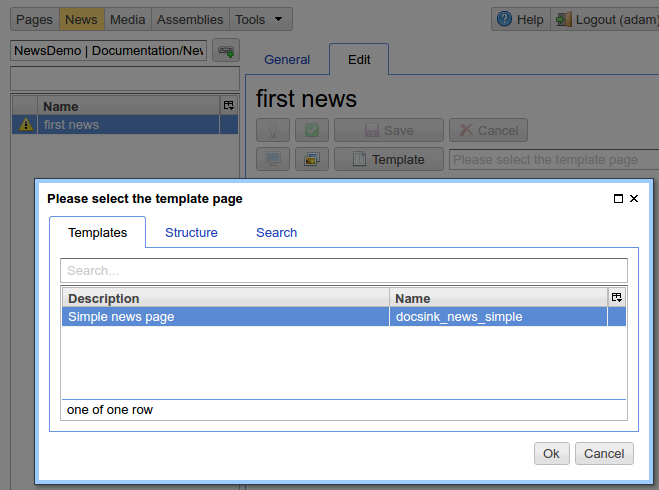 Pages News Media Assemblies Tools Help Logout (adam)
NewsDemo | Documentation/Nev
General Edit
first news
Name
first news
Save Cancel
Template Please select the template page
Please select the template page
Templates Structure Search
Search...
Description Name
Simple news page docsink_news_simple
one of one row
Ok Cancel